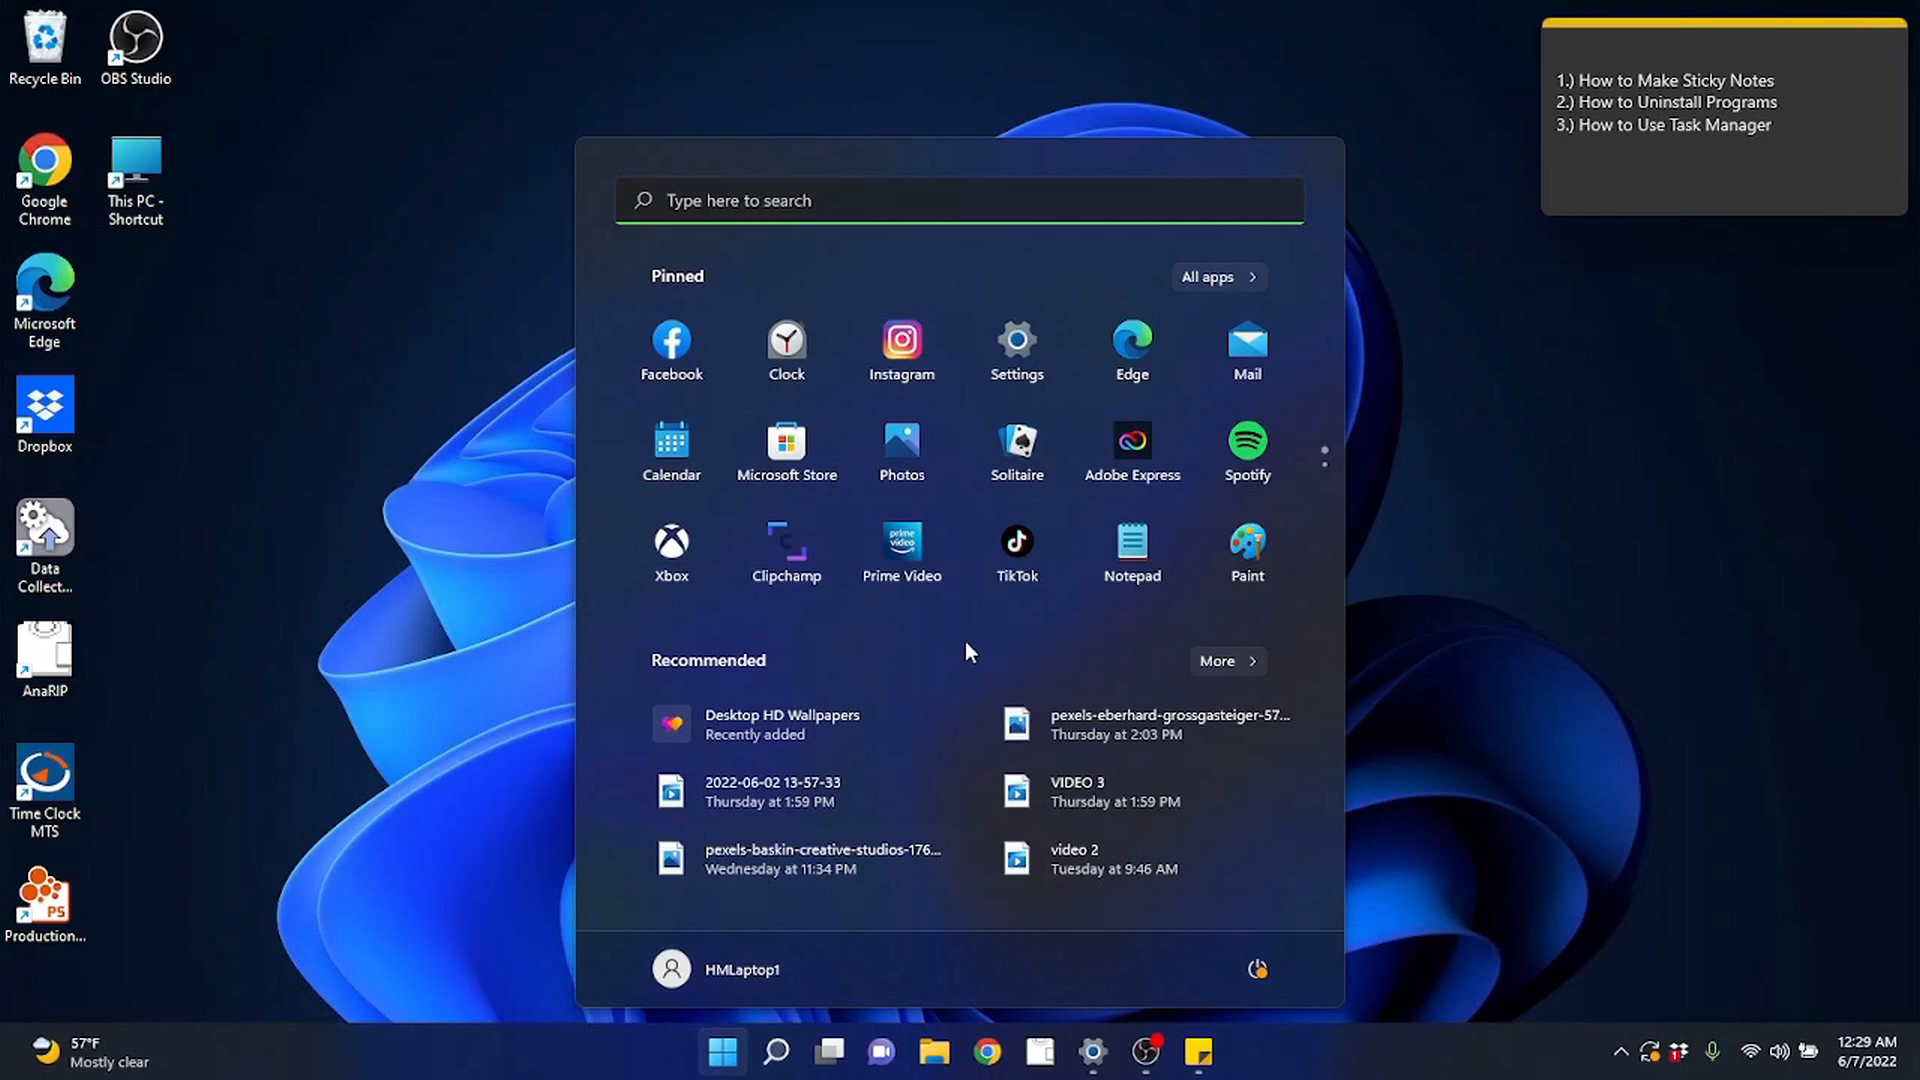 Recycle Bin
OBS Studio
Google
Chrome
This PC -
Shortcut
Microsoft
Edge
Dropbox
Data
Collect...
AnaRIP
Time Clock
MTS
PS
Production...
1.) How to Make Sticky Notes
2.) How to Uninstall Programs
3.) How to Use Task Manager
Type here to search
Pinned
All apps
Facebook
Clock
Instagram
Settings
Edge
Mail
Calendar
Microsoft Store
Photos
Solitaire
Adobe Express
Spotify
prime
video
Xbox
Clipchamp
Prime Video
TikTok
Notepad
Paint
Recommended
More
Desktop HD Wallpapers
Recently added
pexels-eberhard-grossgasteiger-57...
Thursday at 2:03 PM
2022-06-02 13-57-33
Thursday at 1:59 PM
VIDEO 3
Thursday at 1:59 PM
pexels-baskin-creative-studios-176...
Wednesday at 11:34 PM
video 2
Tuesday at 9:46 AM
HMLaptop1
57°F
Mostly clear
1
12:29 AM
6/7/2022